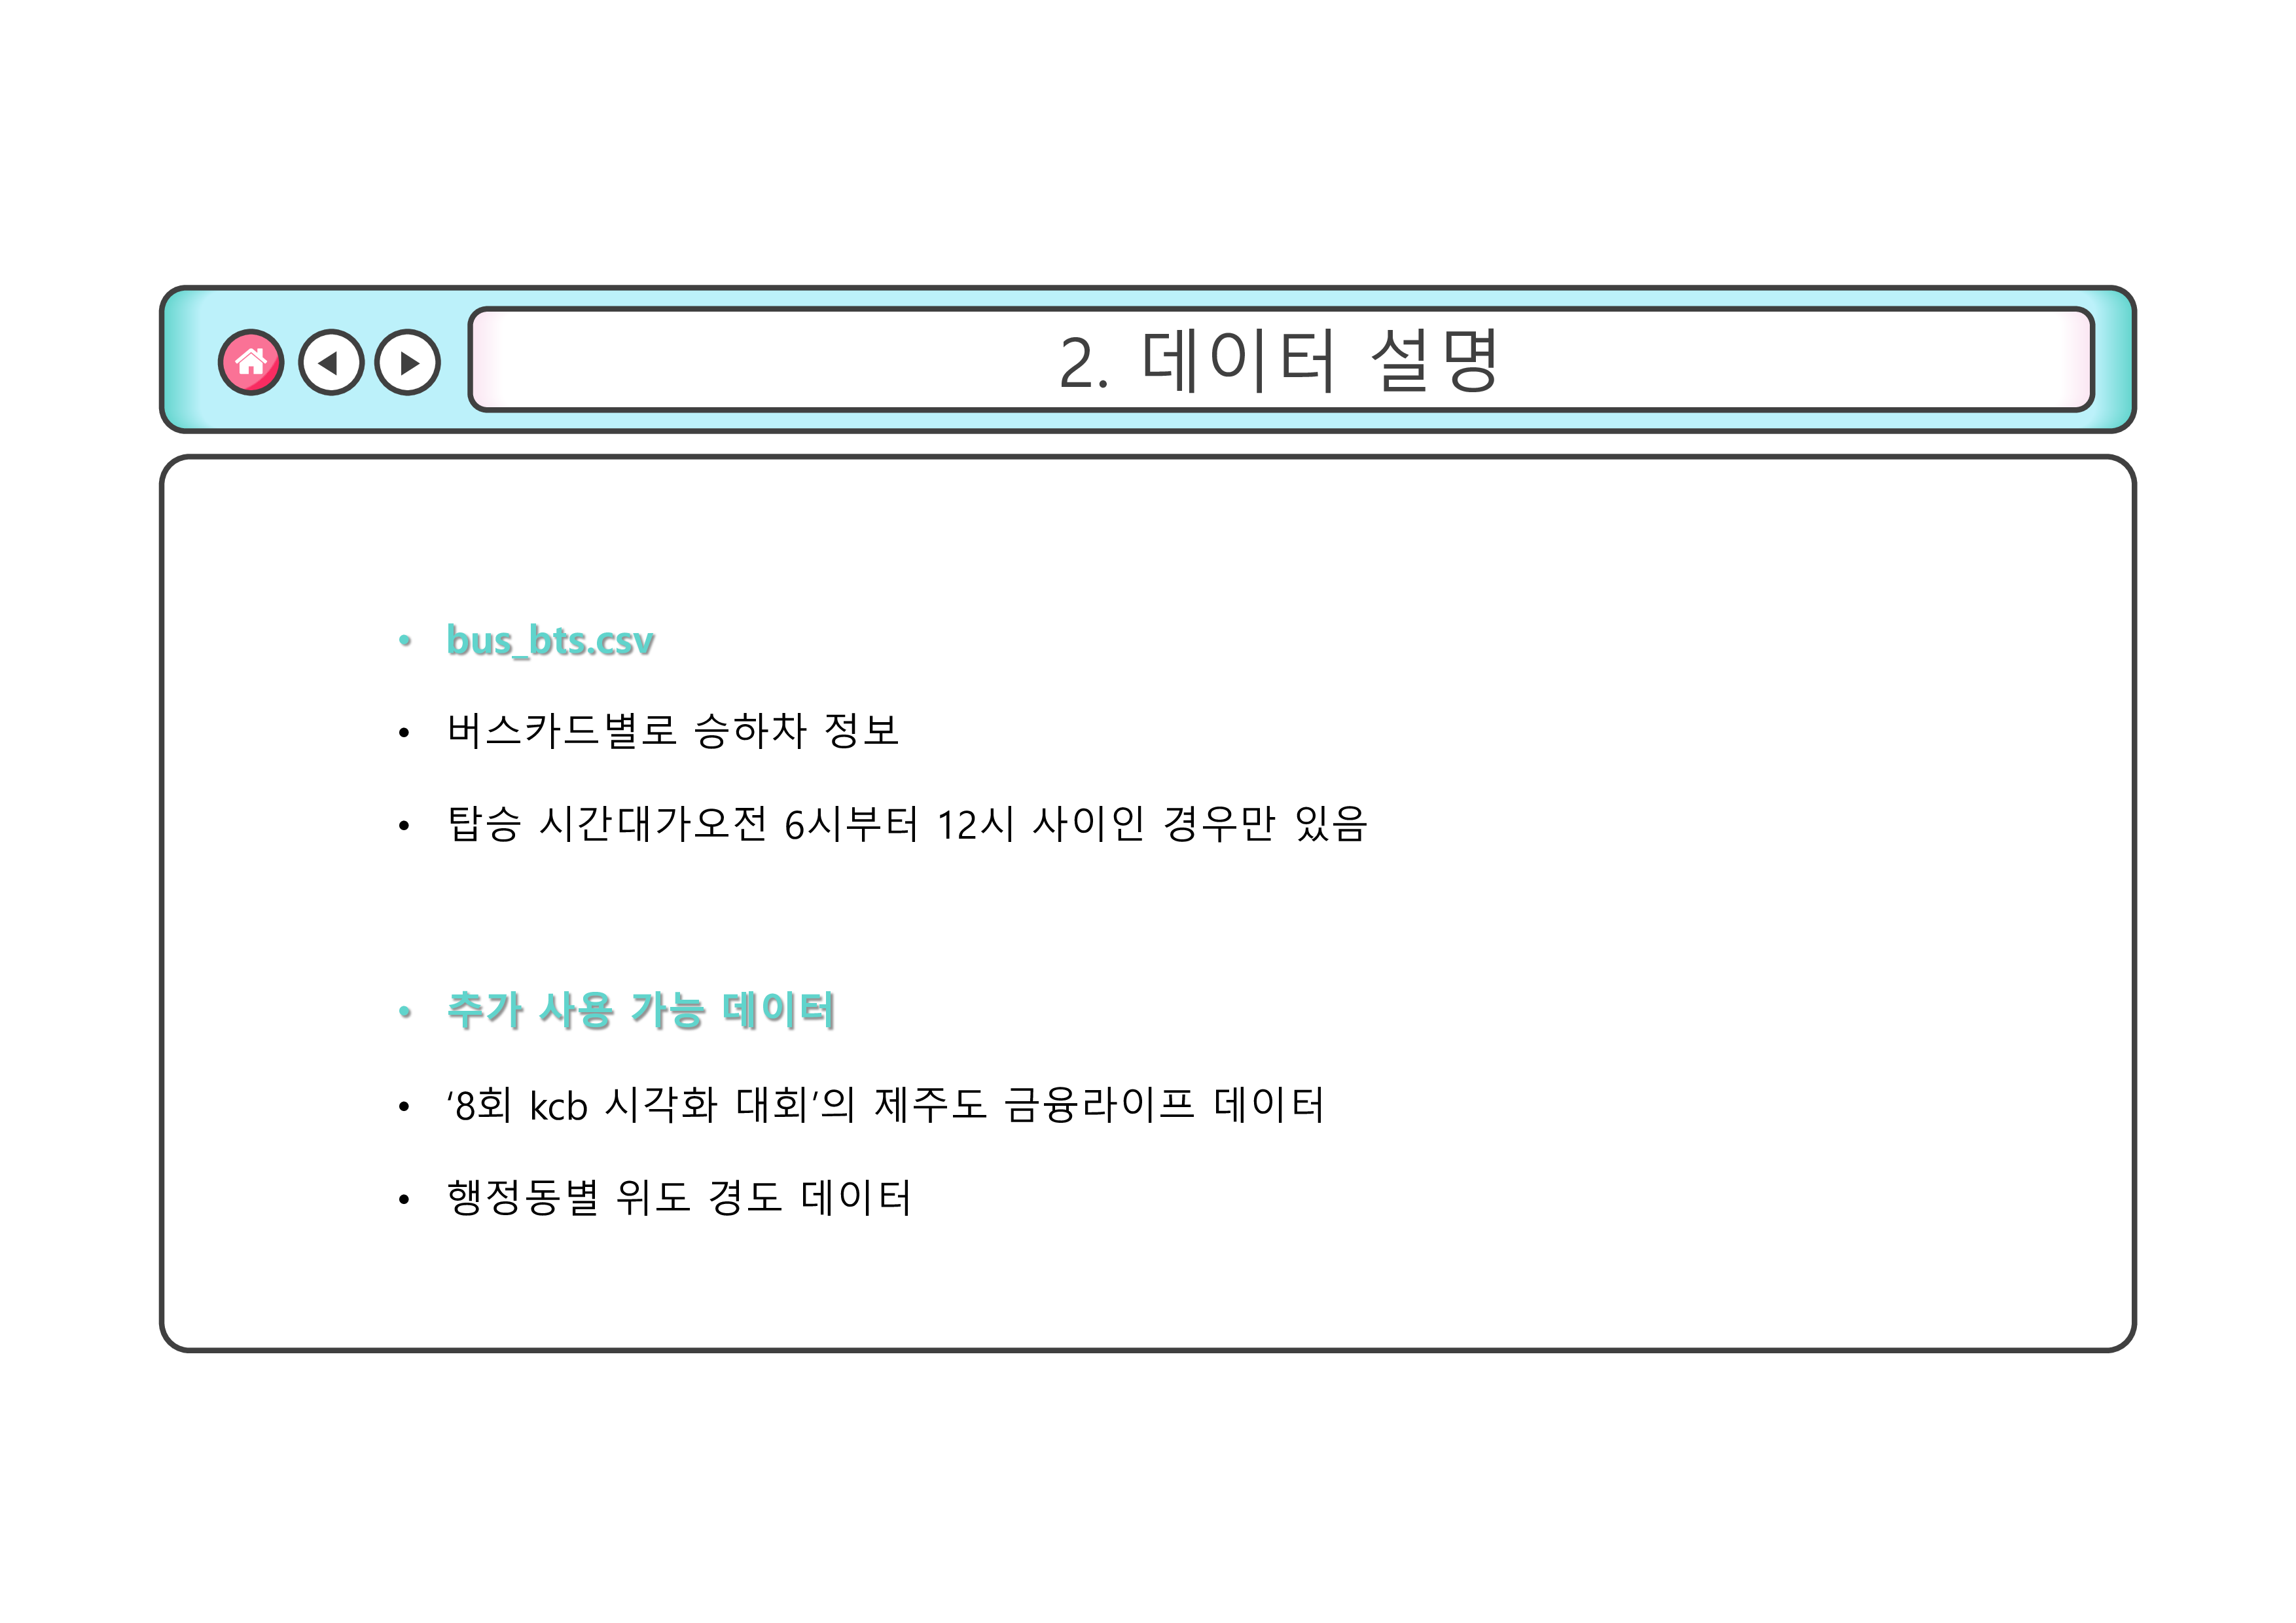 2. 데이터 설명
• bus_bts.csv
• 버스카드별로 승하차 정보
• 탑승 시간대가오전 6시부터 12시 사이인 경우만 있음
• 추가 사용 가능 데이터
• ‘8회 kcb 시각화 대회’의 제주도 금융라이프 데이터
• 행정동별 위도 경도 데이터